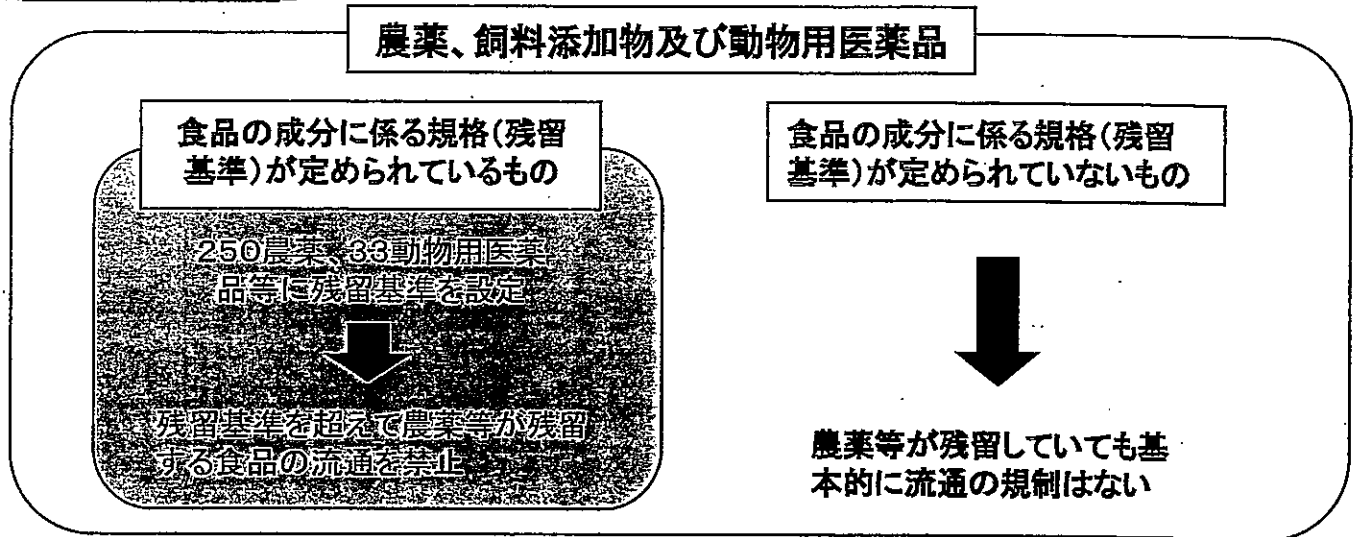 農薬、飼料添加物及び動物用医薬品
食品の成分に係る規格(残留
基準)が定められているもの
250農薬、33動物用医薬
品等に残留基準を設定
残留基準を超えて農薬等が残留
する食品の流通を禁止
食品の成分に係る規格(残留
基準)が定められていないもの
農薬等が残留していても基
本的に流通の規制はない